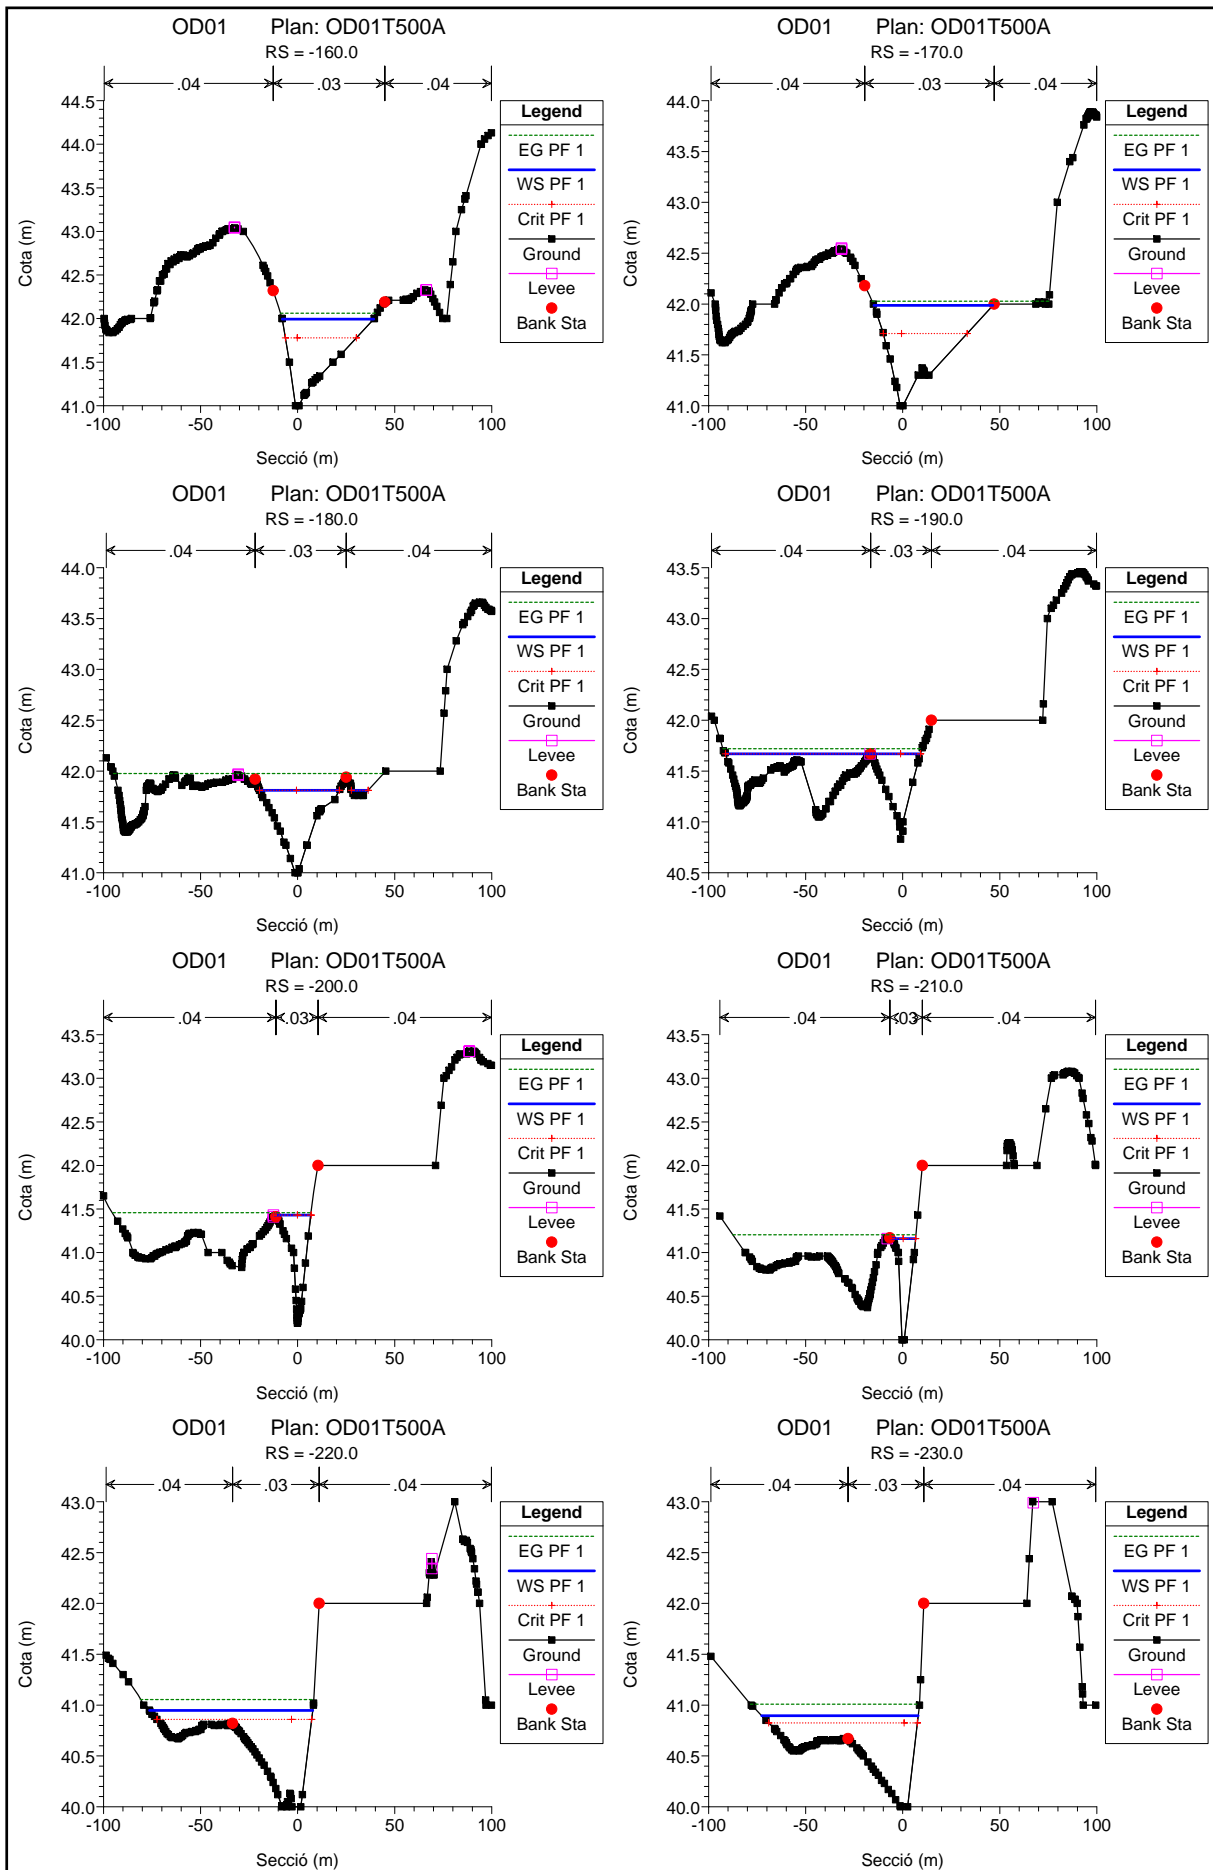 OD01 Plan: OD01T500A
RS = -160.0
.04 .03 .04
44.5
44.0
43.5
43.0
42.5
42.0
41.5
41.0
Cota (m)
-100 -50 0 50 100
Secció (m)
Legend
EG PF 1
WS PF 1
Crit PF 1
Ground
Levee
Bank Sta
OD01 Plan: OD01T500A
RS = -170.0
.04 .03 .04
44.0
43.5
43.0
42.5
42.0
41.5
41.0
Cota (m)
-100 -50 0 50 100
Secció (m)
Legend
EG PF 1
WS PF 1
Crit PF 1
Ground
Levee
Bank Sta
OD01 Plan: OD01T500A
RS = -180.0
.04 .03 .04
44.0
43.5
43.0
42.5
42.0
41.5
41.0
Cota (m)
-100 -50 0 50 100
Secció (m)
Legend
EG PF 1
WS PF 1
Crit PF 1
Ground
Levee
Bank Sta
OD01 Plan: OD01T500A
RS = -190.0
.04 .03 .04
43.5
43.0
42.5
42.0
41.5
41.0
40.5
Cota (m)
-100 -50 0 50 100
Secció (m)
Legend
EG PF 1
WS PF 1
Crit PF 1
Ground
Levee
Bank Sta
OD01 Plan: OD01T500A
RS = -200.0
.04 .03 .04
43.5
43.0
42.5
42.0
41.5
41.0
40.5
40.0
Cota (m)
-100 -50 0 50 100
Secció (m)
Legend
EG PF 1
WS PF 1
Crit PF 1
Ground
Levee
Bank Sta
OD01 Plan: OD01T500A
RS = -210.0
.04 .03 .04
43.5
43.0
42.5
42.0
41.5
41.0
40.5
40.0
Cota (m)
-100 -50 0 50 100
Secció (m)
Legend
EG PF 1
WS PF 1
Crit PF 1
Ground
Levee
Bank Sta
OD01 Plan: OD01T500A
RS = -220.0
.04 .03 .04
43.0
42.5
42.0
41.5
41.0
40.5
40.0
Cota (m)
-100 -50 0 50 100
Secció (m)
Legend
EG PF 1
WS PF 1
Crit PF 1
Ground
Levee
Bank Sta
OD01 Plan: OD01T500A
RS = -230.0
.04 .03 .04
43.0
42.5
42.0
41.5
41.0
40.5
40.0
Cota (m)
-100 -50 0 50 100
Secció (m)
Legend
EG PF 1
WS PF 1
Crit PF 1
Ground
Levee
Bank Sta